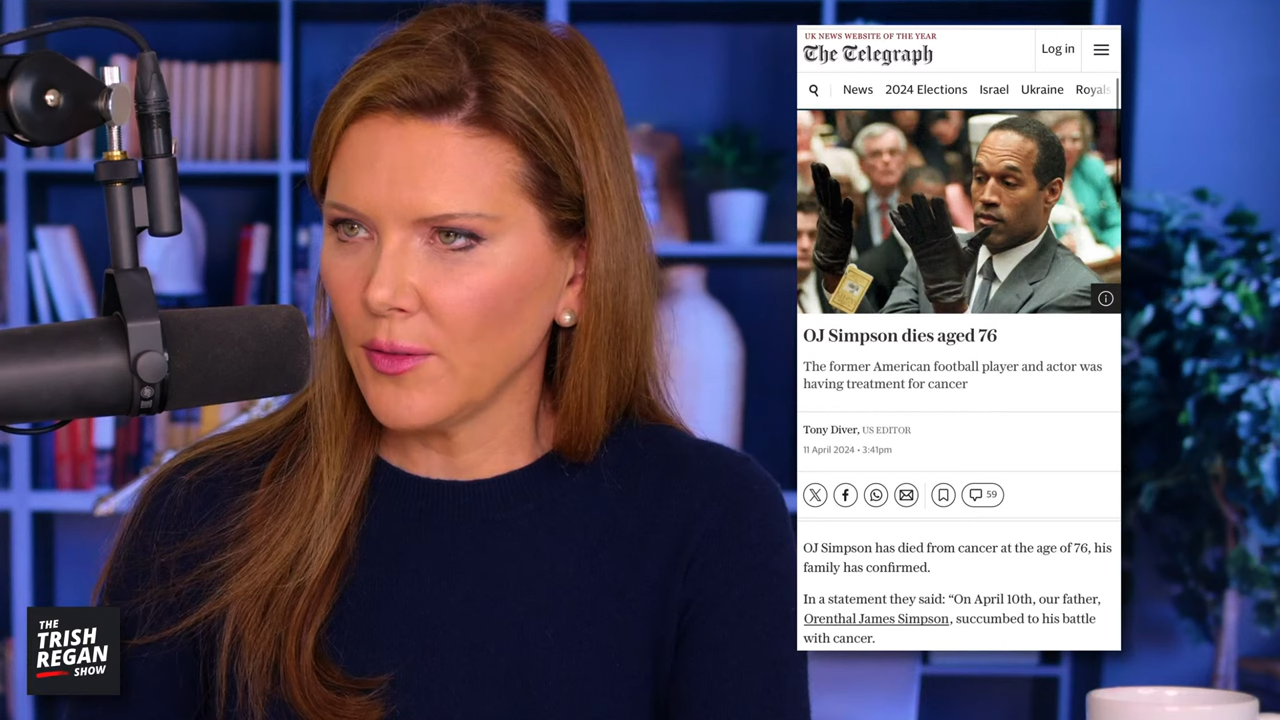 UK NEWS WEBSITE OF THE YEAR
The Telegraph
Log in
News 2024 Elections Israel Ukraine Royals
OJ Simpson dies aged 76
The former American football player and actor was
having treatment for cancer
Tony Diver, US EDITOR
11 April 2024 • 3:41pm
59
OJ Simpson has died from cancer at the age of 76, his
family has confirmed.
In a statement they said: “On April 10th, our father,
Orenthal James Simpson, succumbed to his battle
with cancer.
THE
TRISH
REGAN
SHOW